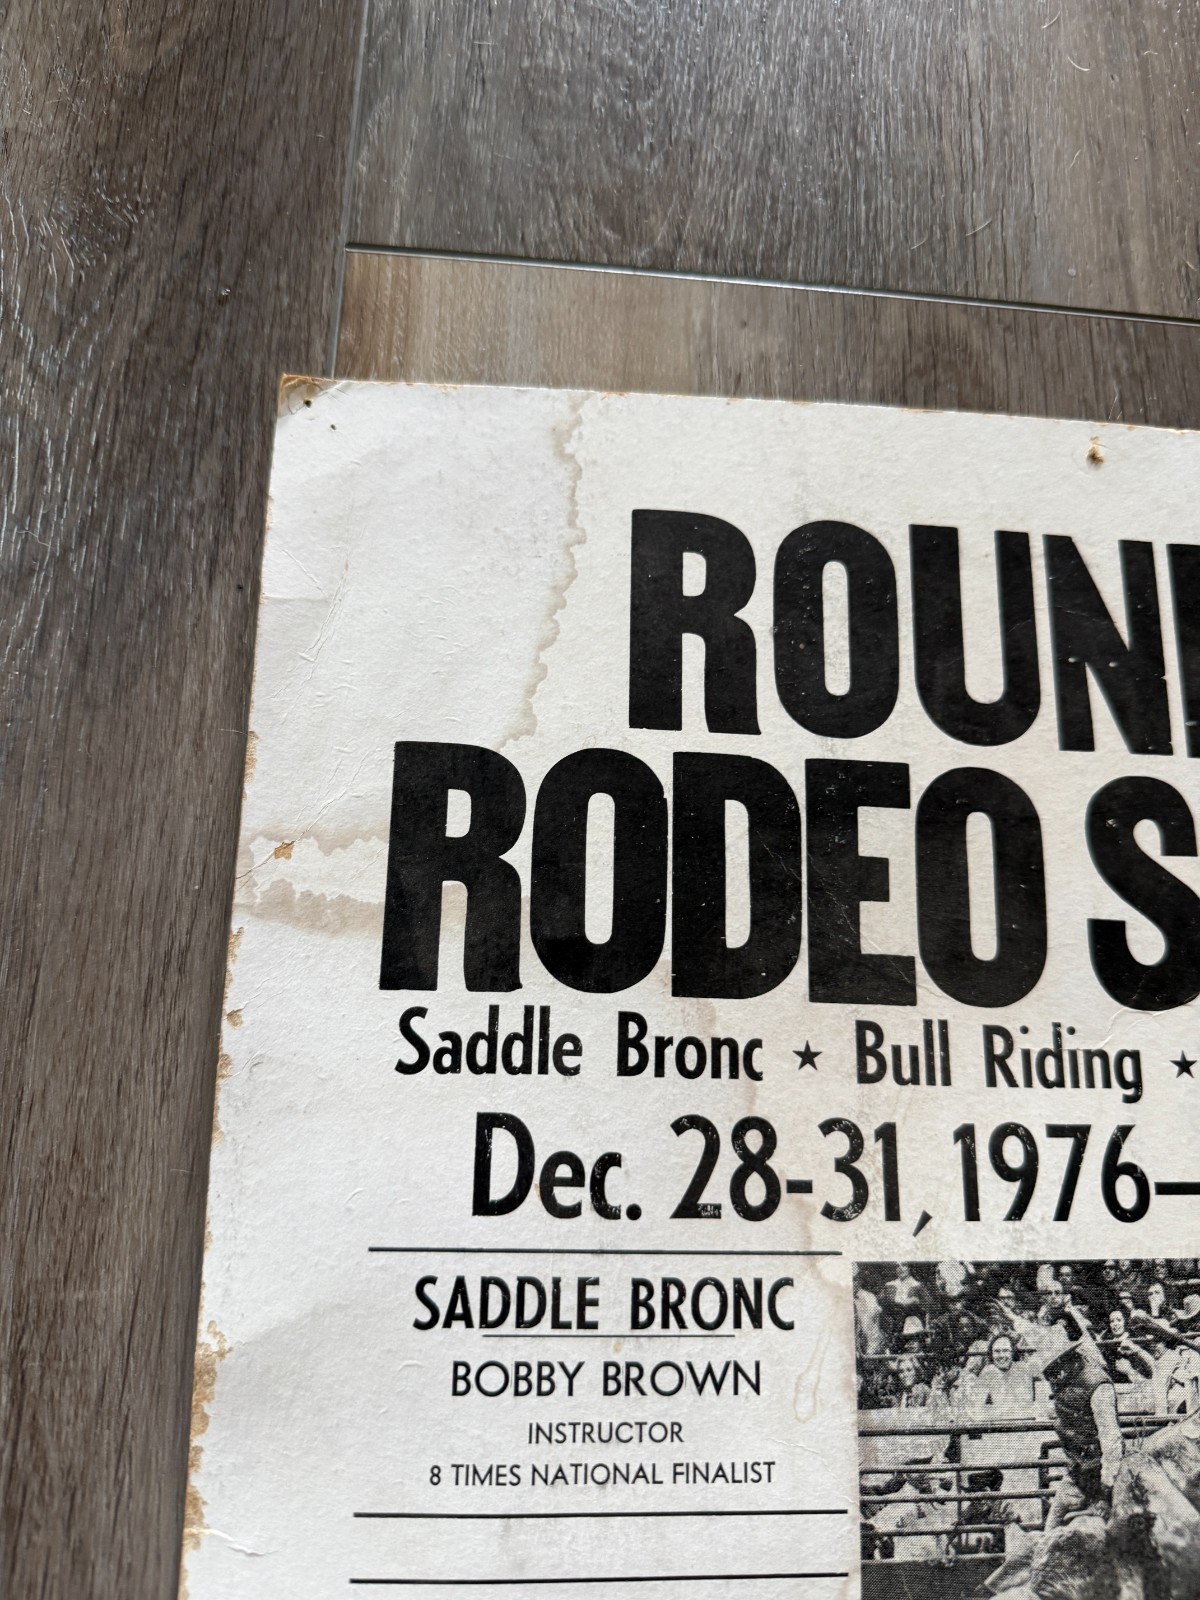 ROUN
RODEO S
Saddle Bronc ★ Bull Riding ★
Dec. 28-31, 1976—
SADDLE BRONC
BOBBY BROWN
INSTRUCTOR
8 TIMES NATIONAL FINALIST